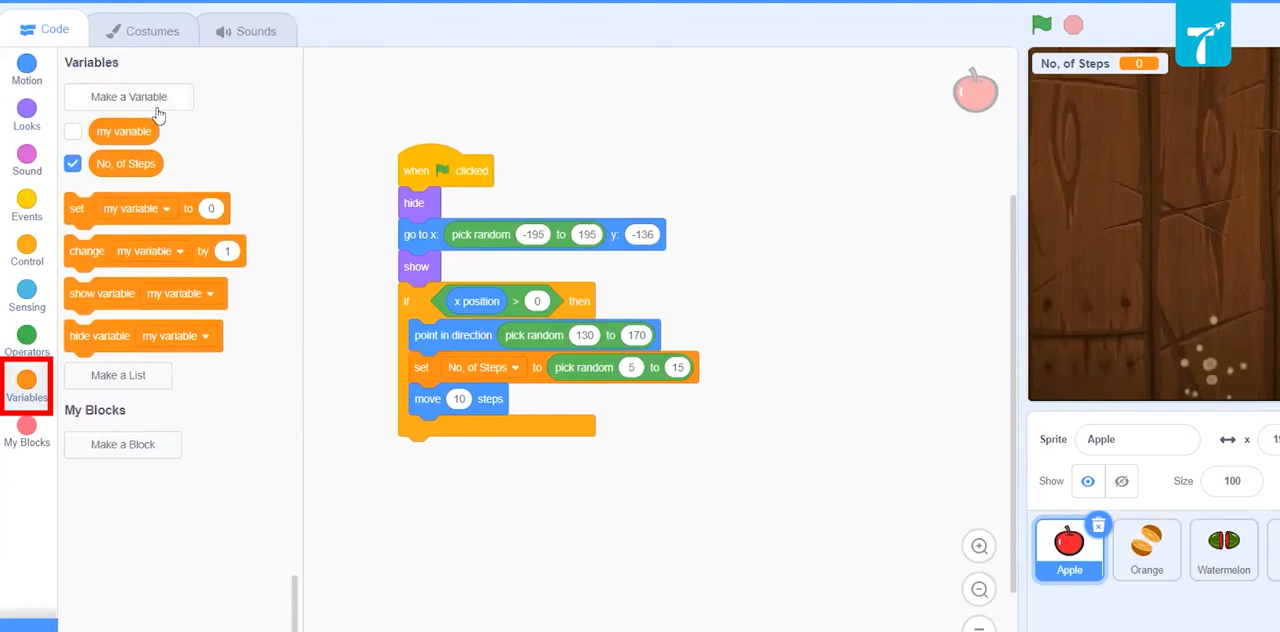 Code
Costumes
Sounds
Motion
Looks
Sound
Events
Control
Sensing
Operators
Variables
My Blocks
Variables
Make a Variable
my variable
No, of Steps
set my variable to 0
change my variable by 1
show variable my variable
hide variable my variable
Make a List
My Blocks
Make a Block
when clicked
hide
go to x: pick random -195 to 195 y: -136
show
if x position > 0 then
point in direction pick random 130 to 170
set No, of Steps to pick random 5 to 15
move 10 steps
No, of Steps 0
Sprite Apple x
Show Size 100
Apple
Orange
Watermelon